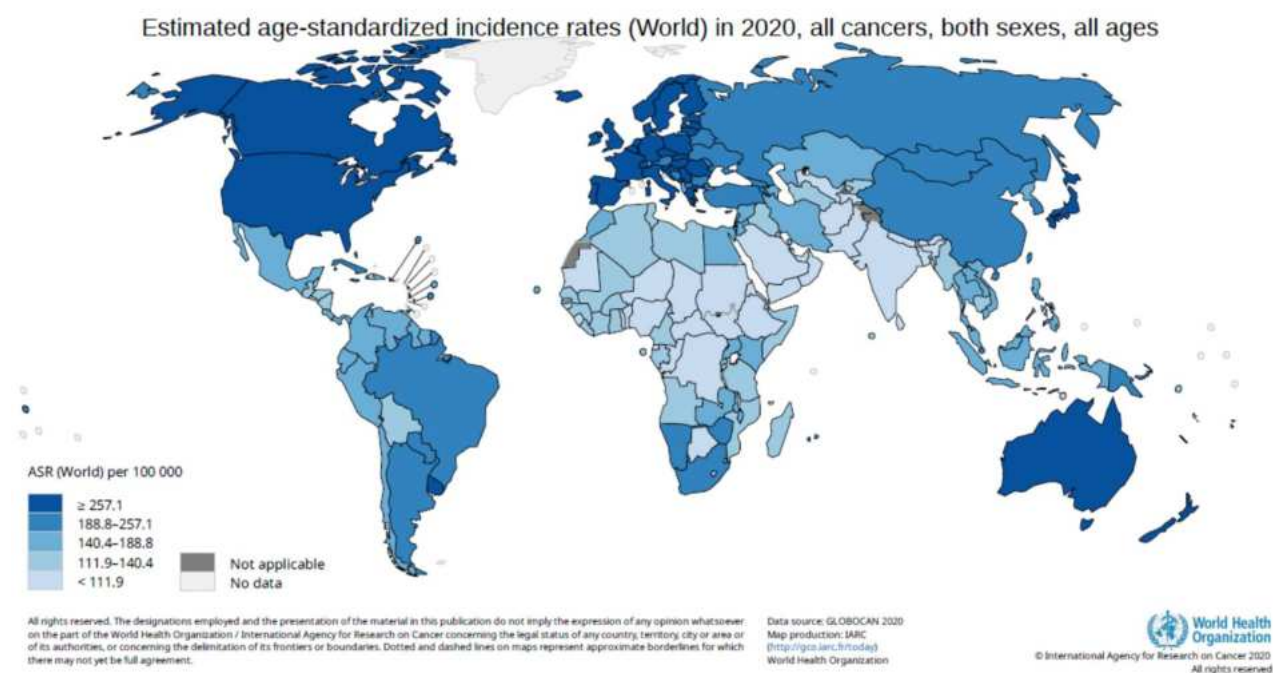 Estimated age-standardized incidence rates (World) in 2020, all cancers, both sexes, all ages
ASR (World) per 100 000
≥ 257.1
188.8–257.1
140.4–188.8
111.9–140.4
< 111.9
Not applicable
No data
All rights reserved. The designations employed and the presentation of the material in this publication do not imply the expression of any opinion whatsoever
on the part of the World Health Organization / International Agency for Research on Cancer concerning the legal status of any country, territory, city or area or
of its authorities, or concerning the delimitation of its frontiers or boundaries. Dotted and dashed lines on maps represent approximate borderlines for which
there may not yet be full agreement.
Data source: GLOBOCAN 2020
Map production: IARC
(http://gco.iarc.fr/today)
World Health Organization
World Health
Organization
© International Agency for Research on Cancer 2020
All rights reserved